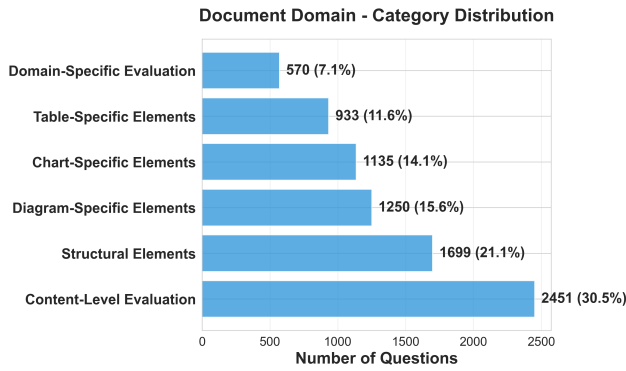 Document Domain - Category Distribution
Domain-Specific Evaluation 570 (7.1%)
Table-Specific Elements 933 (11.6%)
Chart-Specific Elements 1135 (14.1%)
Diagram-Specific Elements 1250 (15.6%)
Structural Elements 1699 (21.1%)
Content-Level Evaluation 2451 (30.5%)
0 500 1000 1500 2000 2500
Number of Questions